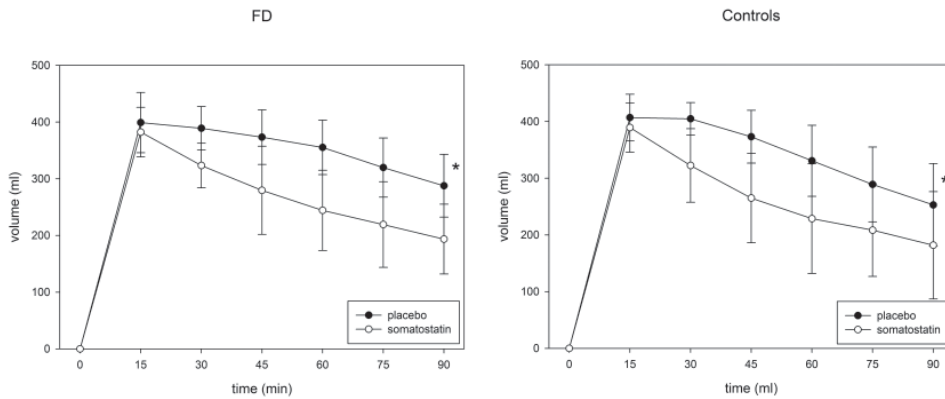 FD
500
400
300
200
100
0
volume (ml)
0 15 30 45 60 75 90
time (min)
*
placebo
somatostatin
Controls
500
400
300
200
100
0
volume (ml)
0 15 30 45 60 75 90
time (ml)
*
placebo
somatostatin